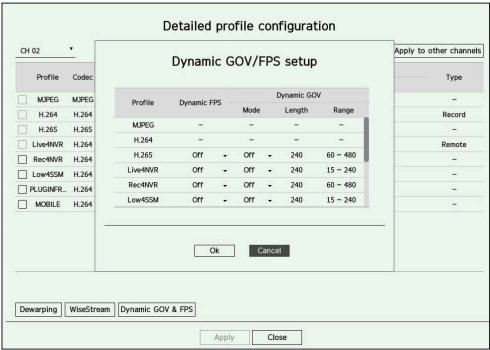 Detailed profile configuration
CH 02
Apply to other channels
Profile Codec Type
MJPEG MJPEG –
H.264 H.264 Record
H.265 H.265 –
Live4NVR H.264 Remote
Rec4NVR H.264 –
Low4SSM H.264 –
PLUGINFR... H.264 –
MOBILE H.264 –
Dynamic GOV/FPS setup
Profile Dynamic FPS Dynamic GOV
Mode Length Range
MJPEG – – – –
H.264 – – – –
H.265 Off Off 240 60 ~ 480
Live4NVR Off Off 240 15 ~ 240
Rec4NVR Off Off 240 60 ~ 480
Low4SSM Off Off 240 15 ~ 240
Ok Cancel
Dewarping WiseStream Dynamic GOV & FPS
Apply Close